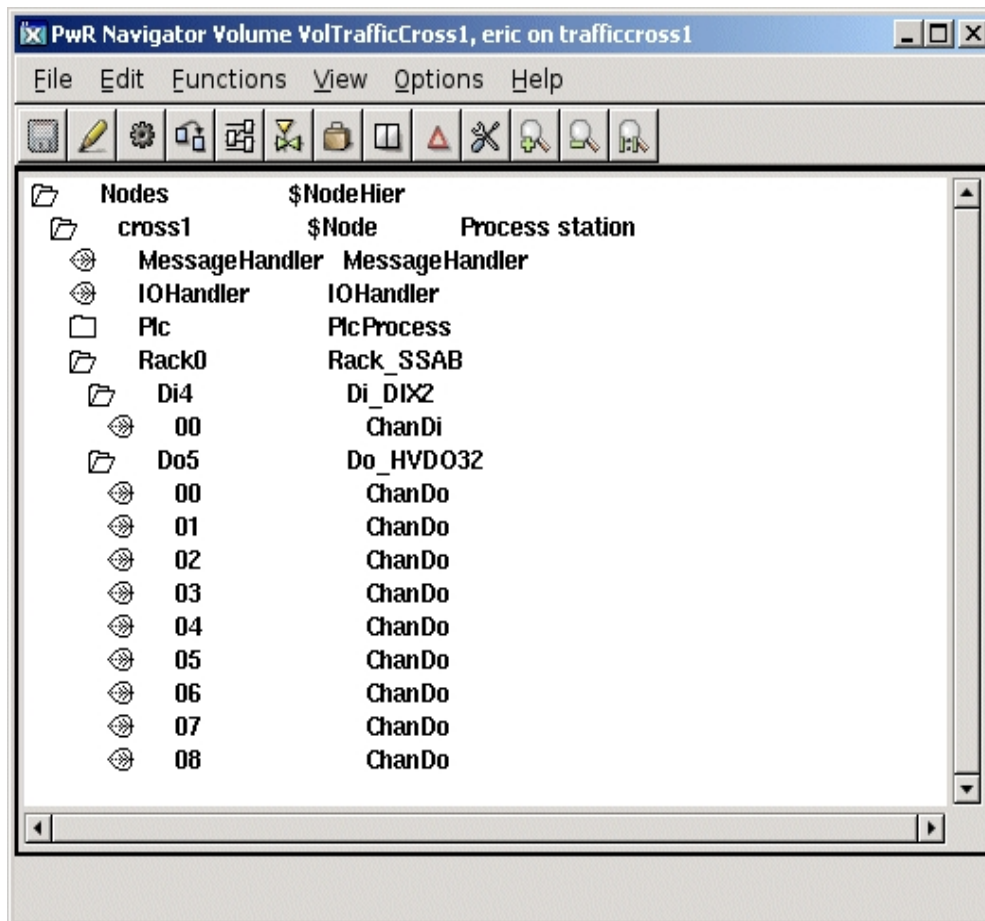 PwR Navigator Volume VolTrafficCross1, eric on trafficcross1
File Edit Functions View Options Help
Nodes $NodeHier
cross1 $Node Process station
MessageHandler MessageHandler
IOHandler IOHandler
Plc PlcProcess
Rack0 Rack_SSAB
Di4 Di_DIX2
00 ChanDi
Do5 Do_HVDO32
00 ChanDo
01 ChanDo
02 ChanDo
03 ChanDo
04 ChanDo
05 ChanDo
06 ChanDo
07 ChanDo
08 ChanDo